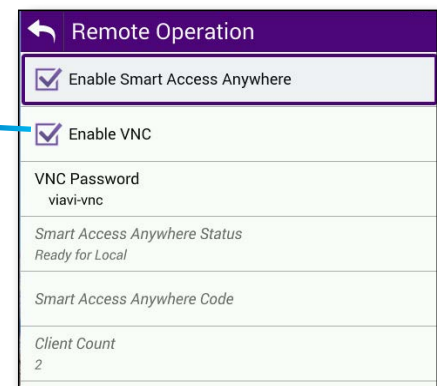 Remote Operation
Enable Smart Access Anywhere
Enable VNC
VNC Password
viavi-vnc
Smart Access Anywhere Status
Ready for Local
Smart Access Anywhere Code
Client Count
2